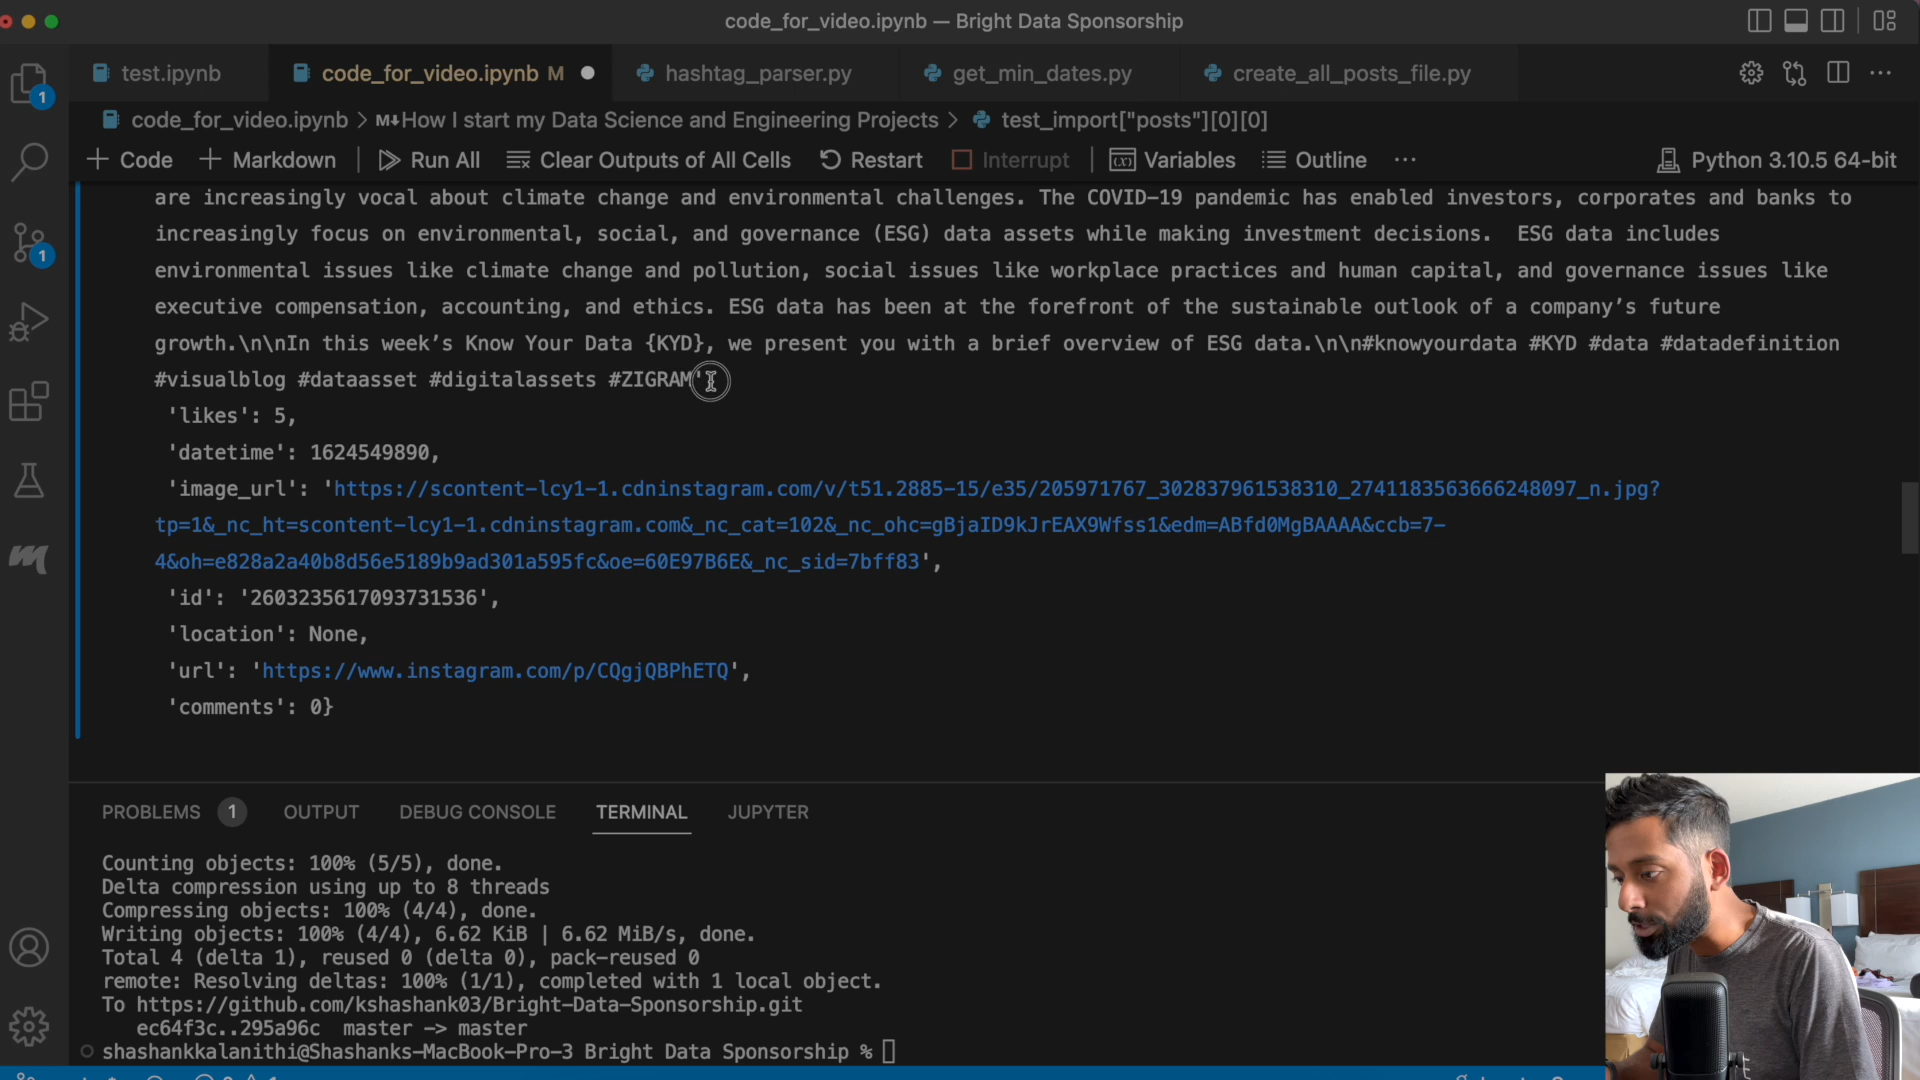 code_for_video.ipynb — Bright Data Sponsorship
test.ipynb
code_for_video.ipynb M
hashtag_parser.py
get_min_dates.py
create_all_posts_file.py
1
code_for_video.ipynb > M↓How I start my Data Science and Engineering Projects > test_import["posts"][0][0]
+ Code + Markdown | Run All Clear Outputs of All Cells Restart Interrupt | Variables Outline ··· Python 3.10.5 64-bit
are increasingly vocal about climate change and environmental challenges. The COVID-19 pandemic has enabled investors, corporates and banks to
increasingly focus on environmental, social, and governance (ESG) data assets while making investment decisions.  ESG data includes
environmental issues like climate change and pollution, social issues like workplace practices and human capital, and governance issues like
executive compensation, accounting, and ethics. ESG data has been at the forefront of the sustainable outlook of a company’s future
growth.\n\nIn this week’s Know Your Data {KYD}, we present you with a brief overview of ESG data.\n\n#knowyourdata #KYD #data #datadefinition
#visualblog #dataasset #digitalassets #ZIGRAM'
'likes': 5,
'datetime': 1624549890,
'image_url': 'https://scontent-lcy1-1.cdninstagram.com/v/t51.2885-15/e35/205971767_302837961538310_2741183563666248097_n.jpg?
tp=1&_nc_ht=scontent-lcy1-1.cdninstagram.com&_nc_cat=102&_nc_ohc=gBjaID9kJrEAX9Wfss1&edm=ABfd0MgBAAAA&ccb=7-
4&oh=e828a2a40b8d56e5189b9ad301a595fc&oe=60E97B6E&_nc_sid=7bff83',
'id': '2603235617093731536',
'location': None,
'url': 'https://www.instagram.com/p/CQgjQBPhETQ',
'comments': 0}
1
PROBLEMS 1 OUTPUT DEBUG CONSOLE TERMINAL JUPYTER
Counting objects: 100% (5/5), done.
Delta compression using up to 8 threads
Compressing objects: 100% (4/4), done.
Writing objects: 100% (4/4), 6.62 KiB | 6.62 MiB/s, done.
Total 4 (delta 1), reused 0 (delta 0), pack-reused 0
remote: Resolving deltas: 100% (1/1), completed with 1 local object.
To https://github.com/kshashank03/Bright-Data-Sponsorship.git
ec64f3c..295a96c  master -> master
shashankkalanithi@Shashanks-MacBook-Pro-3 Bright Data Sponsorship %